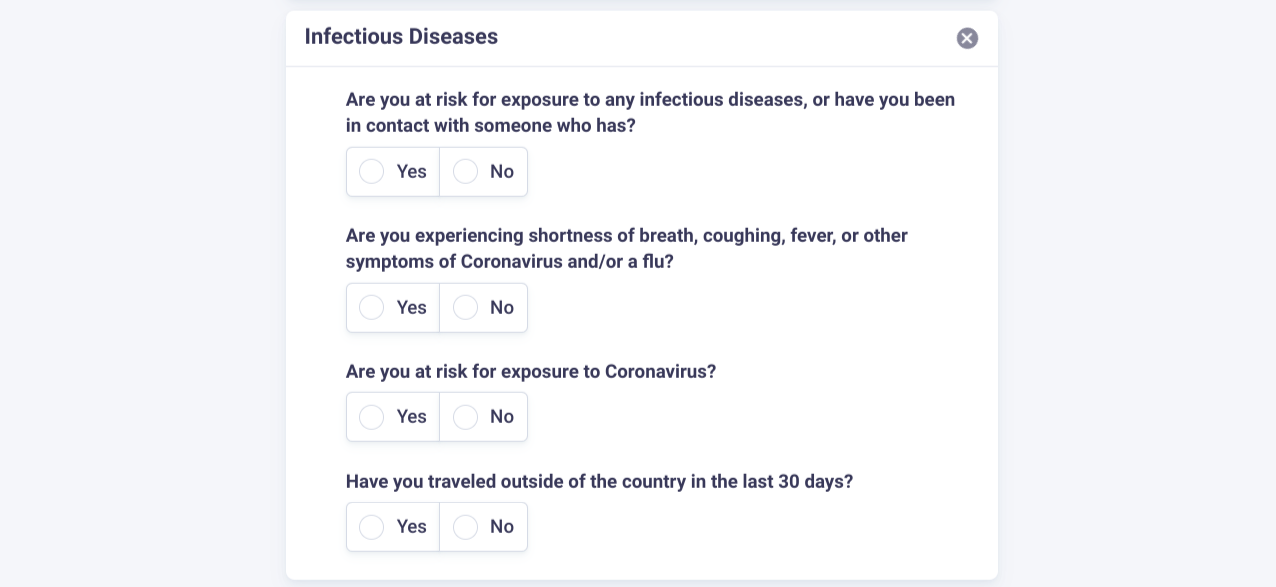 Infectious Diseases
Are you at risk for exposure to any infectious diseases, or have you been
in contact with someone who has?
Yes No
Are you experiencing shortness of breath, coughing, fever, or other
symptoms of Coronavirus and/or a flu?
Yes No
Are you at risk for exposure to Coronavirus?
Yes No
Have you traveled outside of the country in the last 30 days?
Yes No